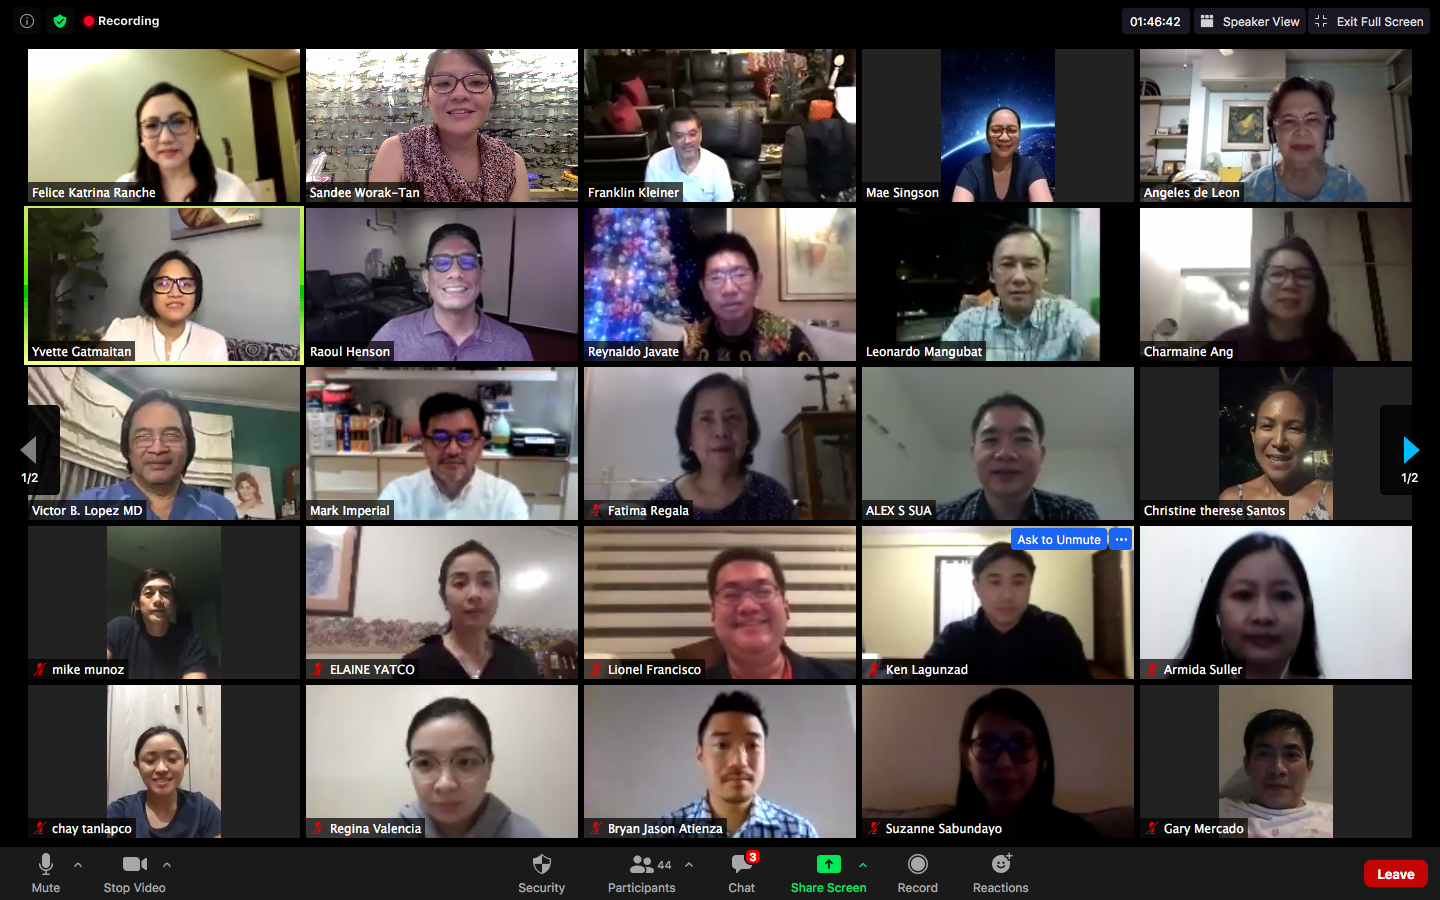 Recording
01:46:42
Speaker View
Exit Full Screen
Felice Katrina Ranche
Sandee Worak-Tan
Franklin Kleiner
Mae Singson
Angeles de Leon
Yvette Gatmaitan
Raoul Henson
Reynaldo Javate
Leonardo Mangubat
Charmaine Ang
1/2
1/2
Victor B. Lopez MD
Mark Imperial
Fatima Regala
ALEX S SUA
Christine therese Santos
Ask to Unmute
mike munoz
ELAINE YATCO
Lionel Francisco
Ken Lagunzad
Armida Suller
chay tanlapco
Regina Valencia
Bryan Jason Atienza
Suzanne Sabundayo
Gary Mercado
Mute
Stop Video
Security
Participants
44
Chat
3
Share Screen
Record
Reactions
Leave